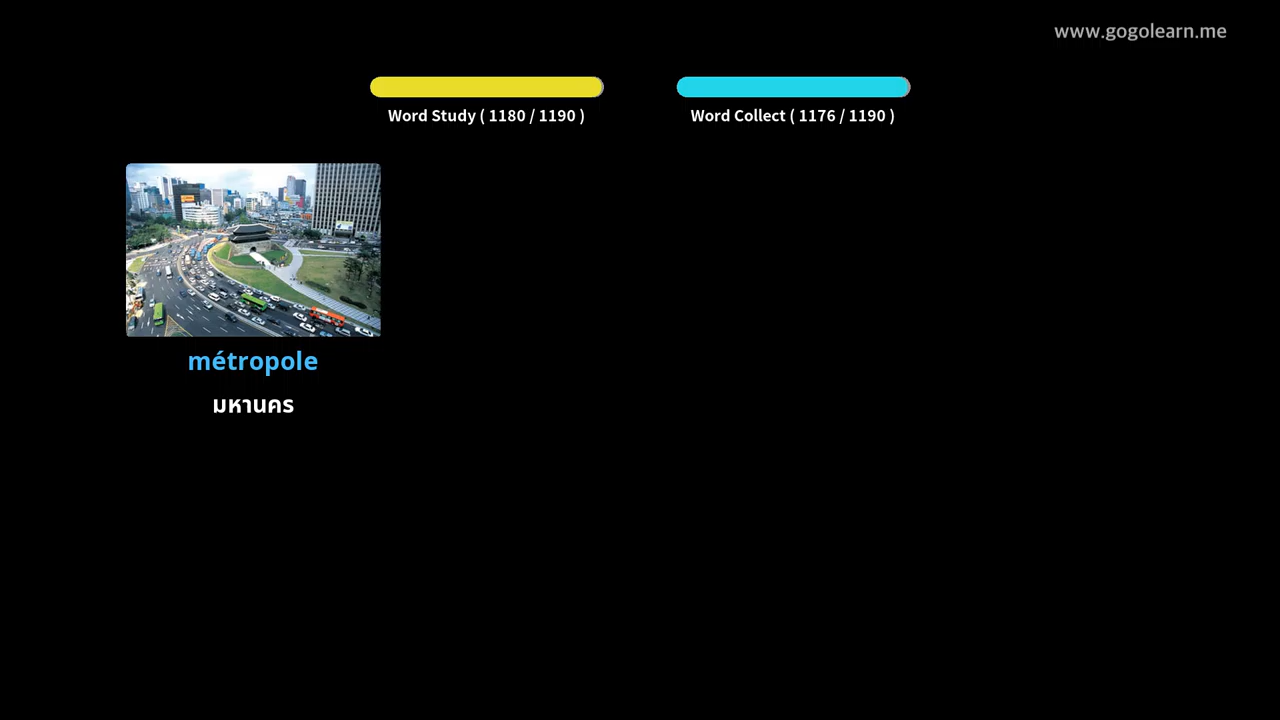 www.gogolearn.me
Word Study ( 1180 / 1190 )
Word Collect ( 1176 / 1190 )
métropole
มหานคร